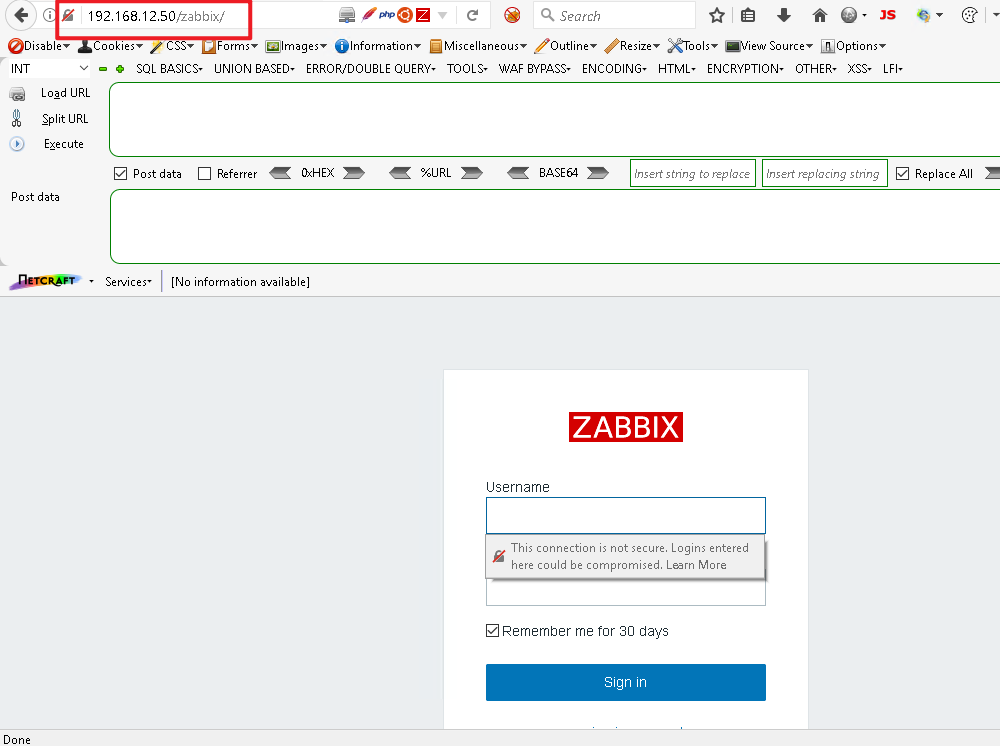 192.168.12.50/zabbix/ php Z Search JS
Disable Cookies CSS Forms Images Information Miscellaneous Outline Resize Tools View Source Options
INT SQL BASICS UNION BASED ERROR/DOUBLE QUERY TOOLS WAF BYPASS ENCODING HTML ENCRYPTION OTHER XSS LFI
Load URL
Split URL
Execute
Post data Referrer 0xHEX %URL BASE64 Insert string to replace Insert replacing string Replace All
Post data
NETCRAFT Services [No information available]
ZABBIX
Username
This connection is not secure. Logins entered
here could be compromised. Learn More
Remember me for 30 days
Sign in
Done